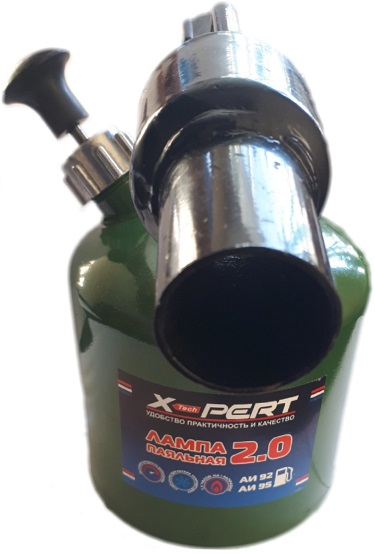 X-Tech PERT
УДОБСТВО ПРАКТИЧНОСТЬ И КАЧЕСТВО
ЛАМПА
ПАЯЛЬНАЯ 2.0
АИ 92
АИ 95